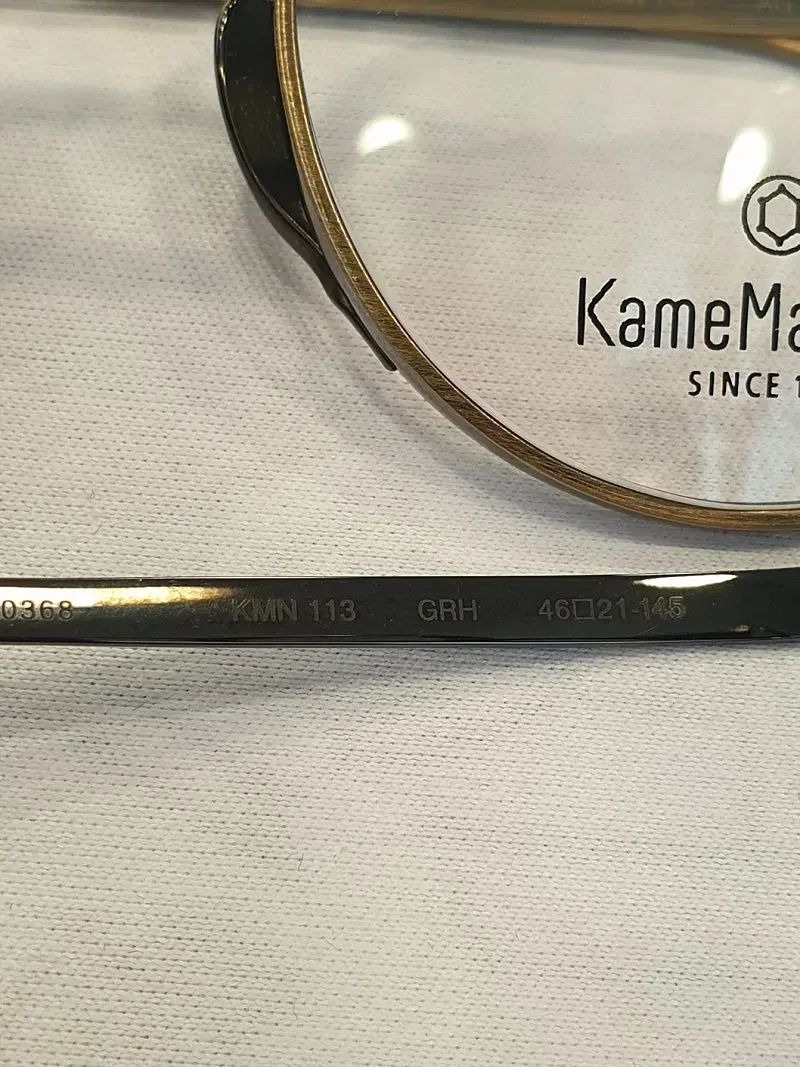 KameMa
SINCE 1
0368 KMN 113 GRH 46□21-145